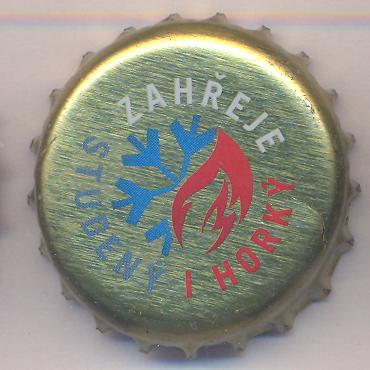 ZAHŘEJE
STUDENÝ
I HORKÝ